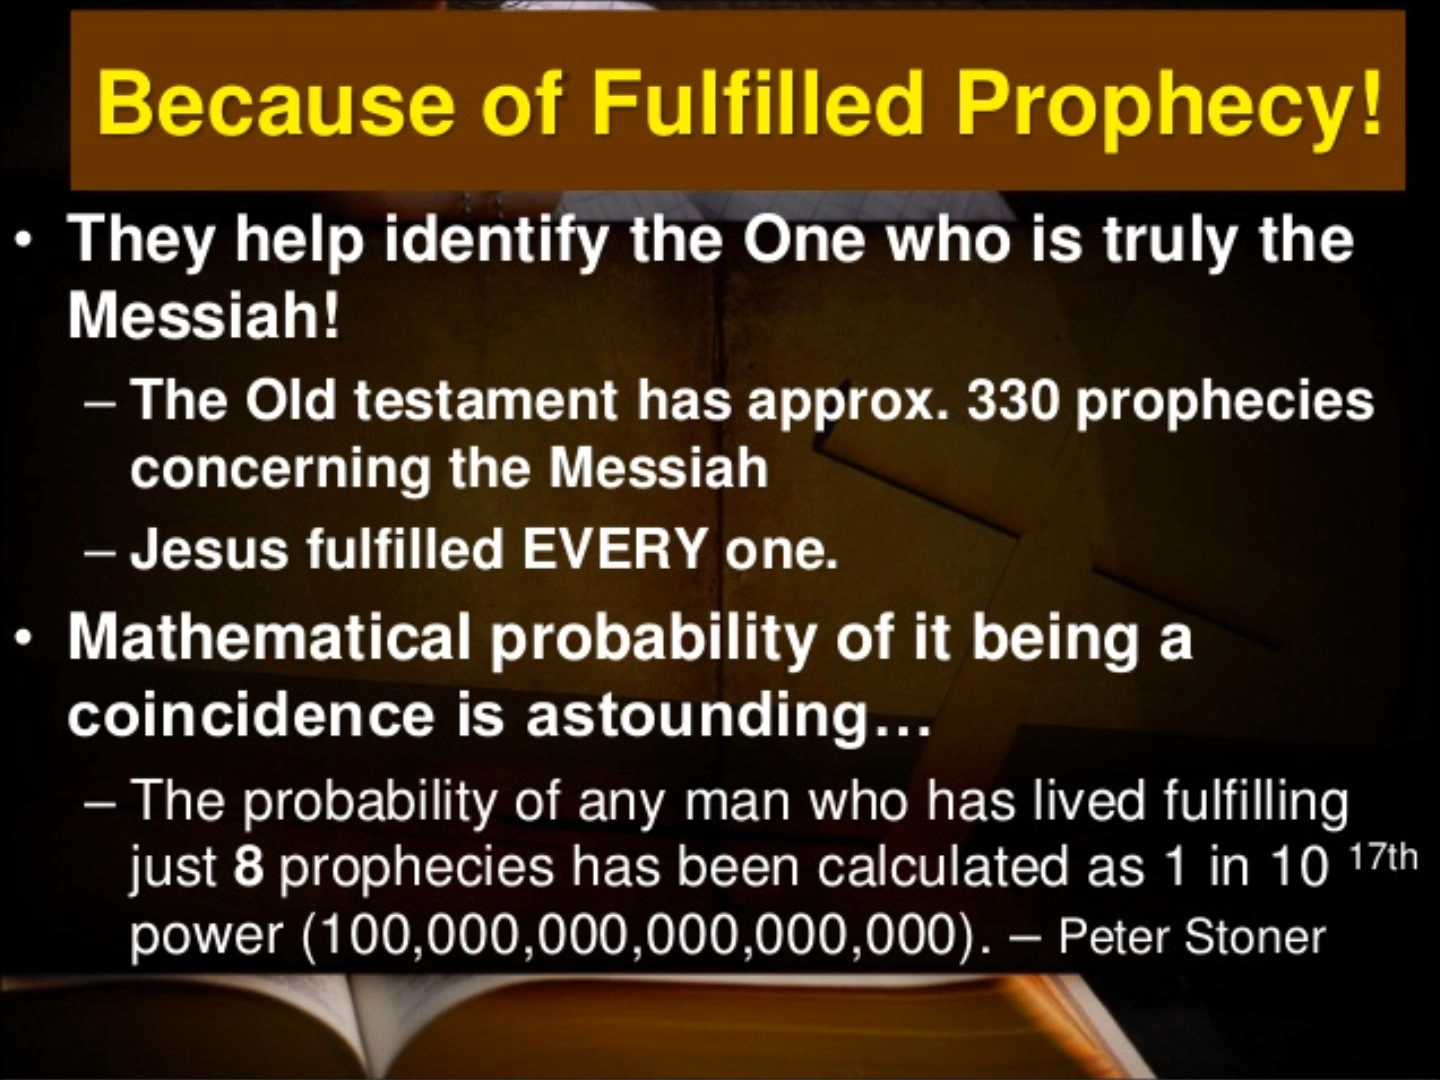 Because of Fulfilled Prophecy!
• They help identify the One who is truly the
Messiah!
– The Old testament has approx. 330 prophecies
concerning the Messiah
– Jesus fulfilled EVERY one.
• Mathematical probability of it being a
coincidence is astounding…
– The probability of any man who has lived fulfilling
just 8 prophecies has been calculated as 1 in 10 17th
power (100,000,000,000,000,000). – Peter Stoner